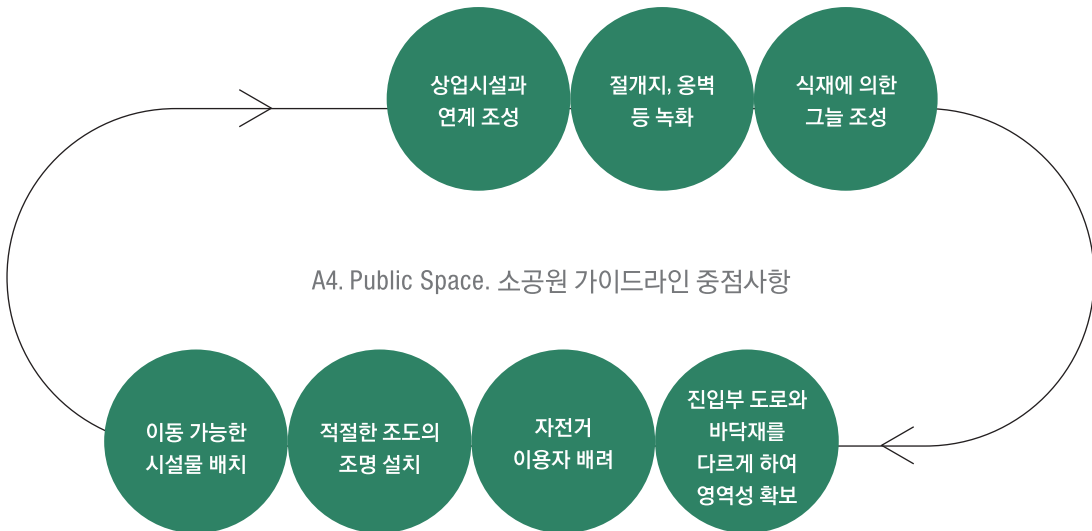 상업시설과
연계 조성
절개지, 옹벽
등 녹화
식재에 의한
그늘 조성
A4. Public Space. 소공원 가이드라인 중점사항
이동 가능한
시설물 배치
적절한 조도의
조명 설치
자전거
이용자 배려
진입부 도로와
바닥재를
다르게 하여
영역성 확보